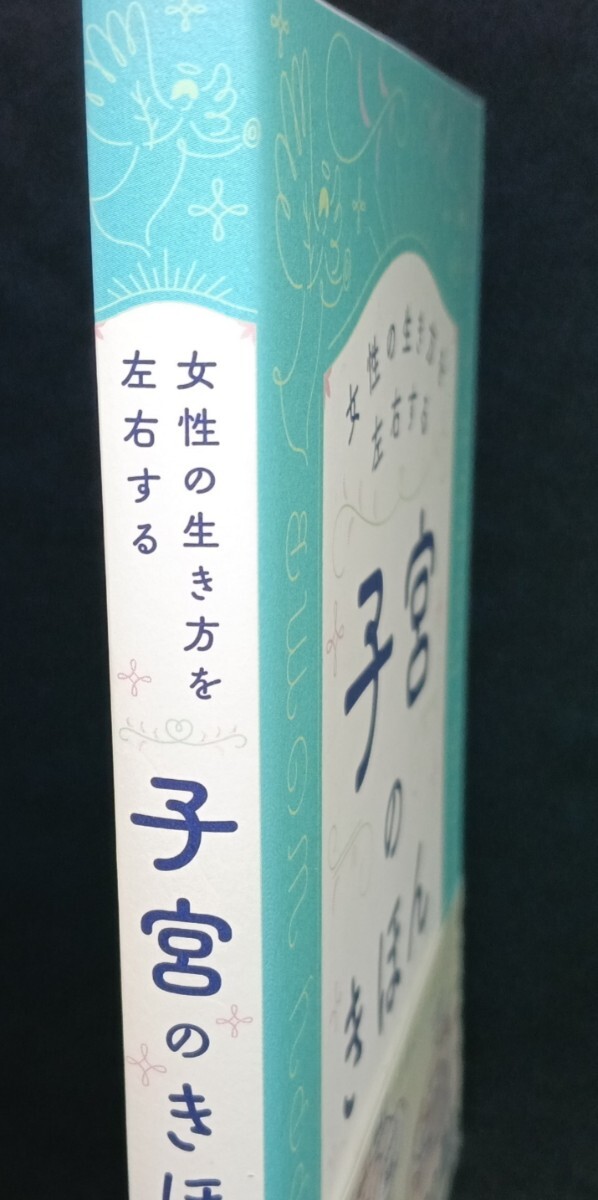 女性の生き方を
左右する
子宮のきほ
女性の生き方を
左右する
子宮
の
きほん